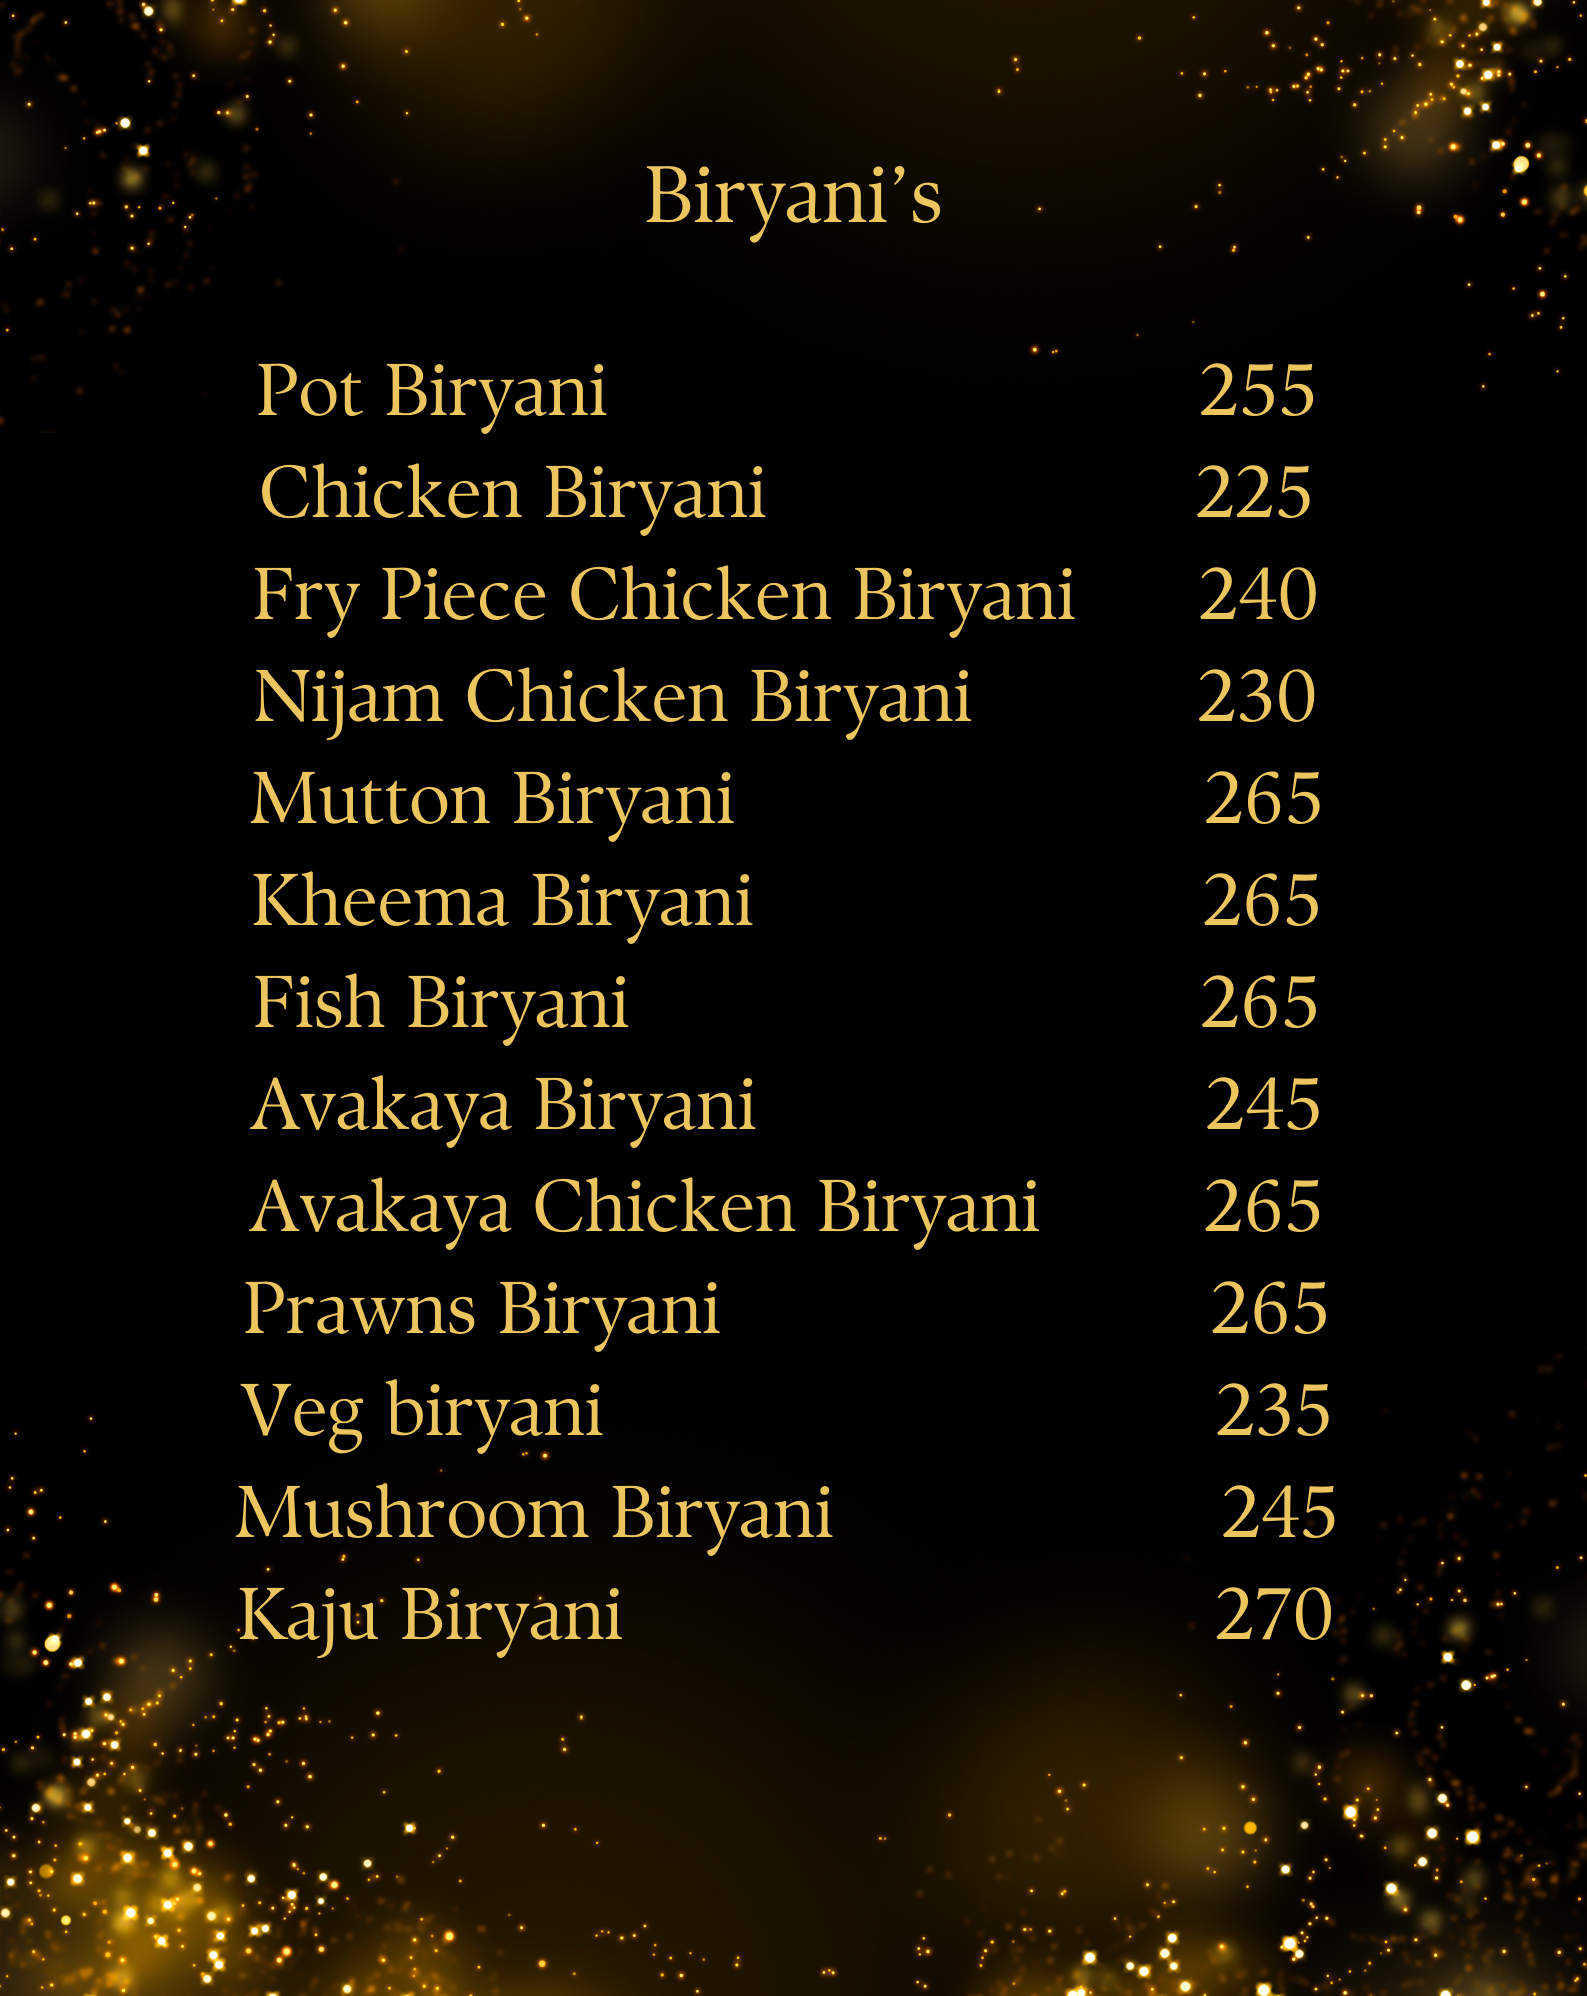 Biryani’s
Pot Biryani 255
Chicken Biryani 225
Fry Piece Chicken Biryani 240
Nijam Chicken Biryani 230
Mutton Biryani 265
Kheema Biryani 265
Fish Biryani 265
Avakaya Biryani 245
Avakaya Chicken Biryani 265
Prawns Biryani 265
Veg biryani 235
Mushroom Biryani 245
Kaju Biryani 270